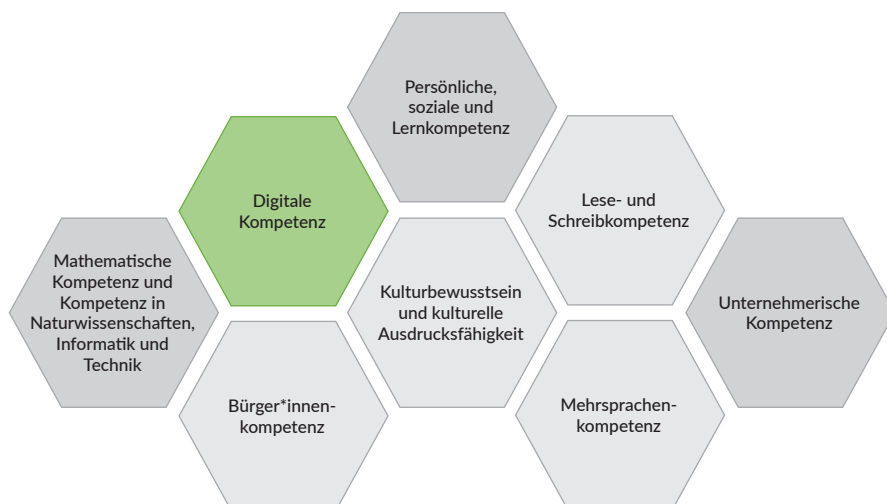 Persönliche,
soziale und
Lernkompetenz
Digitale
Kompetenz
Lese- und
Schreibkompetenz
Mathematische
Kompetenz und
Kompetenz in
Naturwissenschaften,
Informatik und
Technik
Kulturbewusstsein
und kulturelle
Ausdrucksfähigkeit
Unternehmerische
Kompetenz
Bürger*innen-
kompetenz
Mehrsprachen-
kompetenz